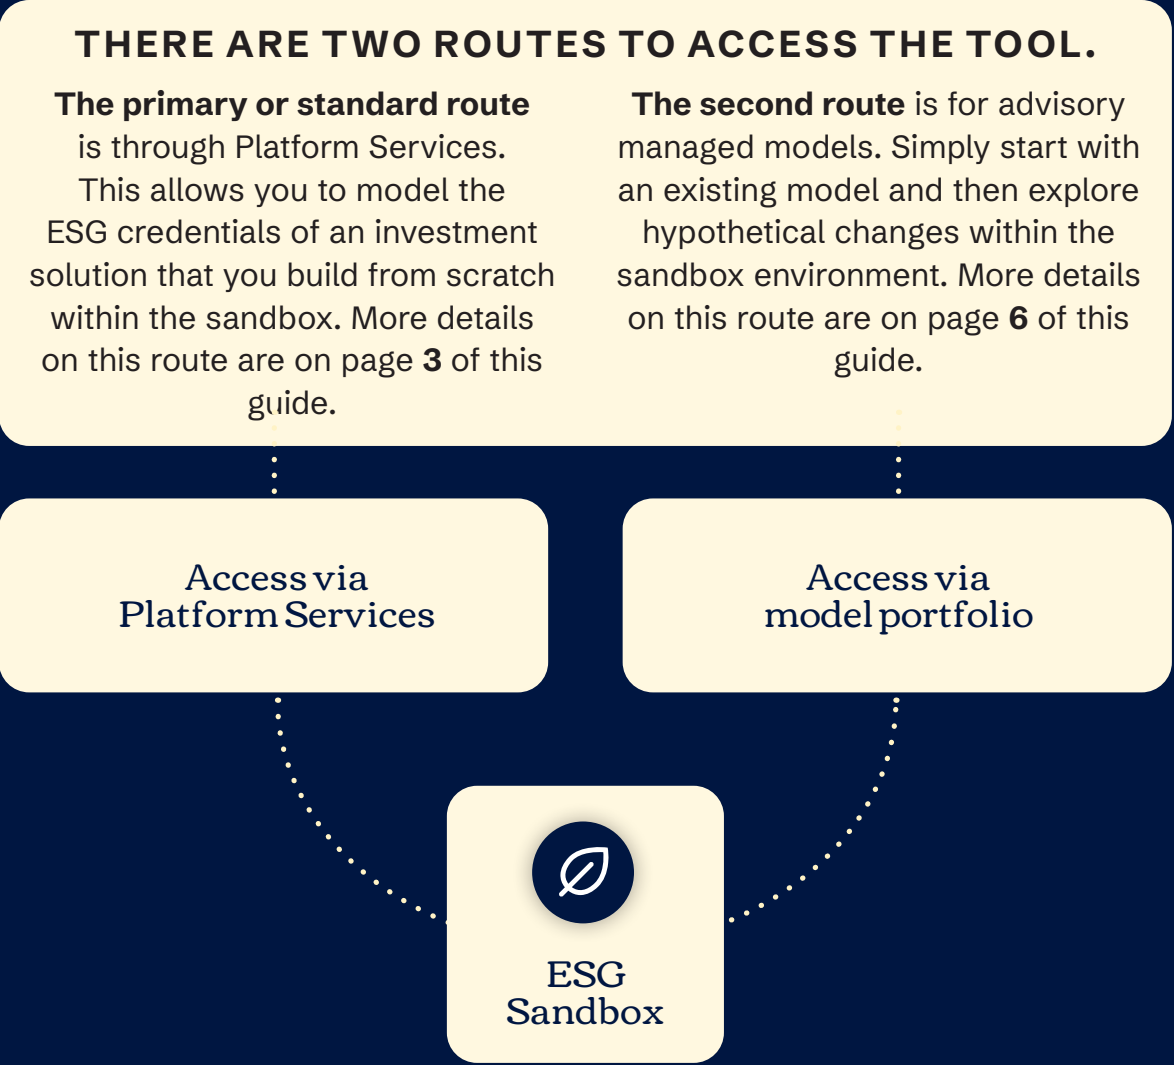 THERE ARE TWO ROUTES TO ACCESS THE TOOL.
The primary or standard route
is through Platform Services.
This allows you to model the
ESG credentials of an investment
solution that you build from scratch
within the sandbox. More details
on this route are on page 3 of this
guide.
The second route is for advisory
managed models. Simply start with
an existing model and then explore
hypothetical changes within the
sandbox environment. More details
on this route are on page 6 of this
guide.
Access via
Platform Services
Access via
model portfolio
ESG
Sandbox